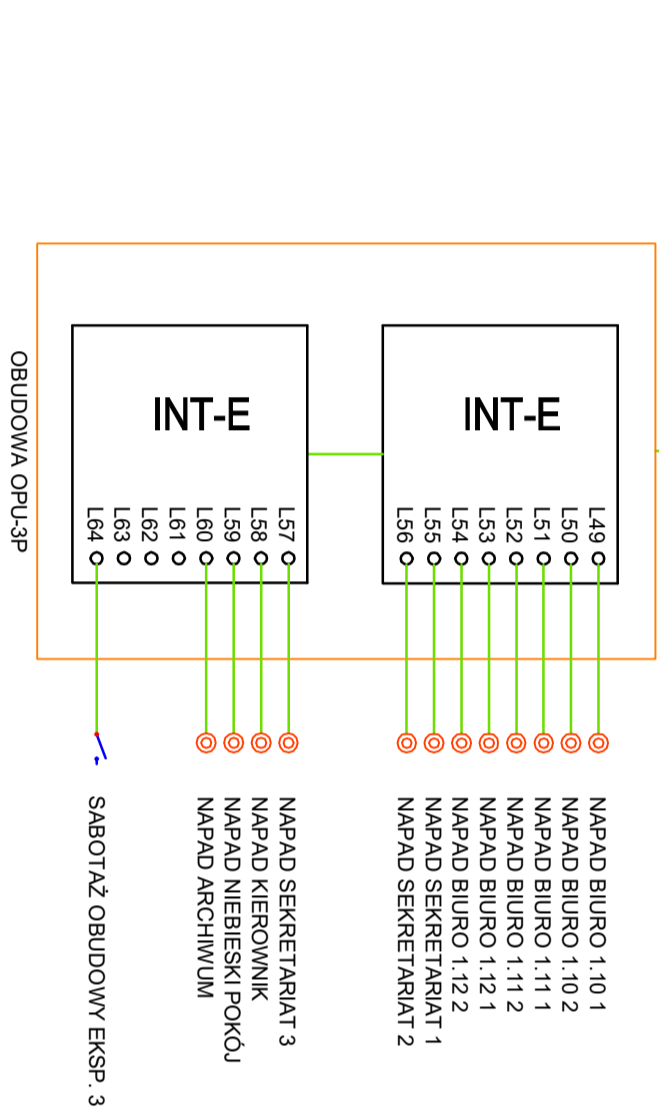 OBUDOWA OPU-3P
INT-E
INT-E
L49
L50
L51
L52
L53
L54
L55
L56
L57
L58
L59
L60
L61
L62
L63
L64
NAPAD BIURO 1.10 1
NAPAD BIURO 1.10 2
NAPAD BIURO 1.11 1
NAPAD BIURO 1.11 2
NAPAD BIURO 1.12 1
NAPAD BIURO 1.12 2
NAPAD SEKRETARIAT 1
NAPAD SEKRETARIAT 2
NAPAD SEKRETARIAT 3
NAPAD KIEROWNIK
NAPAD NIEBIESKI POKÓJ
NAPAD ARCHIWUM
SABOTAŻ OBUDOWY EKSP. 3